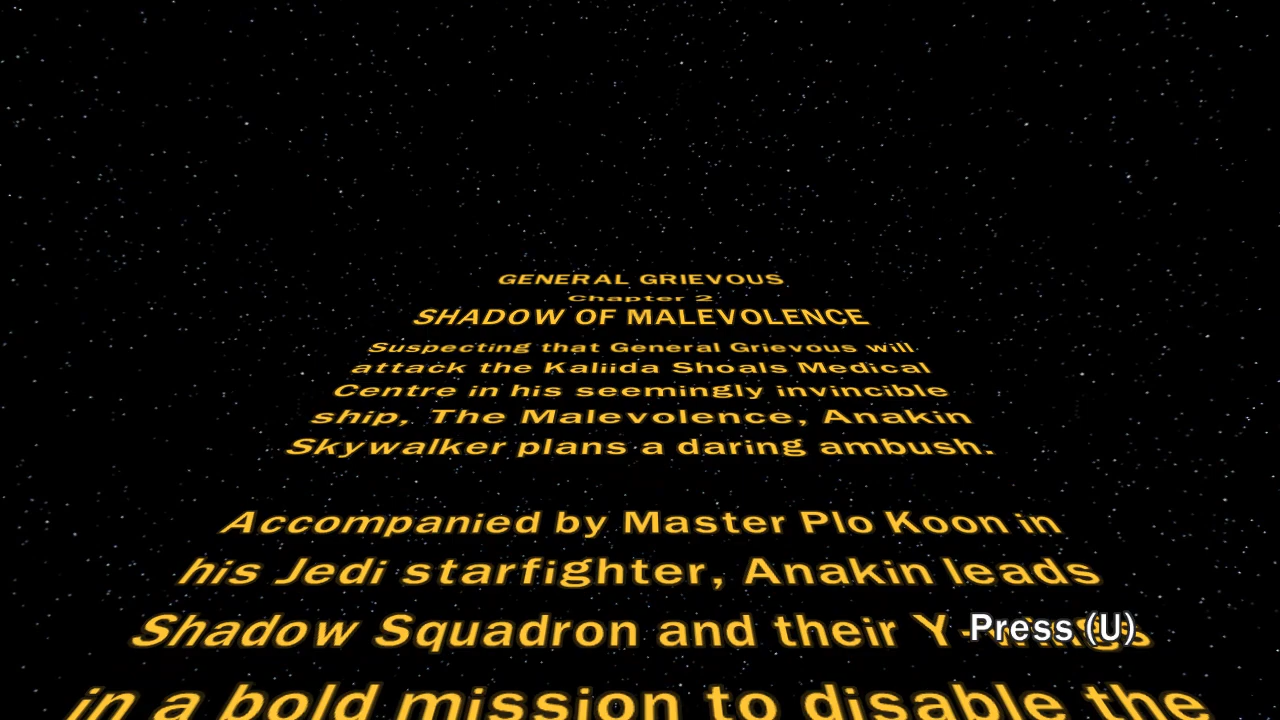 GENERAL GRIEVOUS
Chapter 2
SHADOW OF MALEVOLENCE
Suspecting that General Grievous will
attack the Kaliida Shoals Medical
Centre in his seemingly invincible
ship, The Malevolence, Anakin
Skywalker plans a daring ambush.
Accompanied by Master Plo Koon in
his Jedi starfighter, Anakin leads
Shadow Squadron and their Y-wings
Press (U)
in a bold mission to disable the